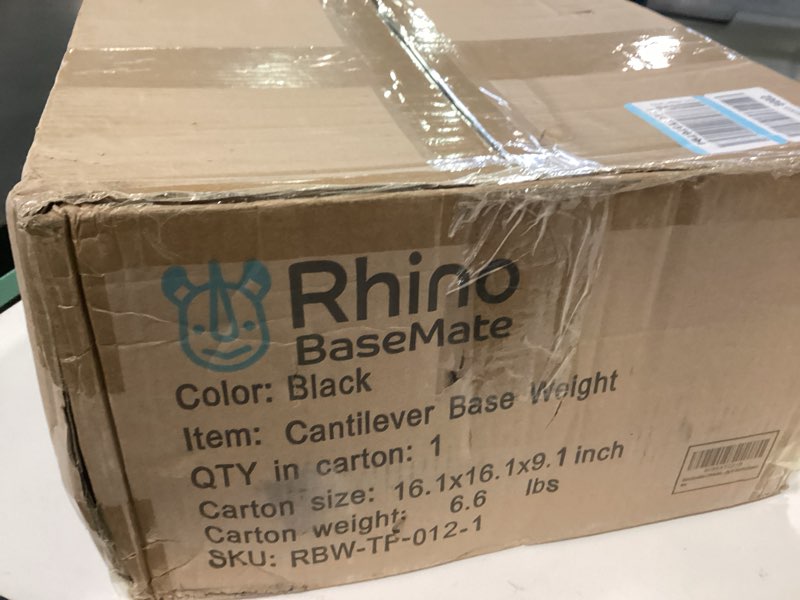 Rhino
BaseMate
Color: Black
Item: Cantilever Base Weight
QTY in carton: 1
Carton size: 16.1x16.1x9.1 inch
Carton weight: 6.6 lbs
SKU: RBW-TF-012-1